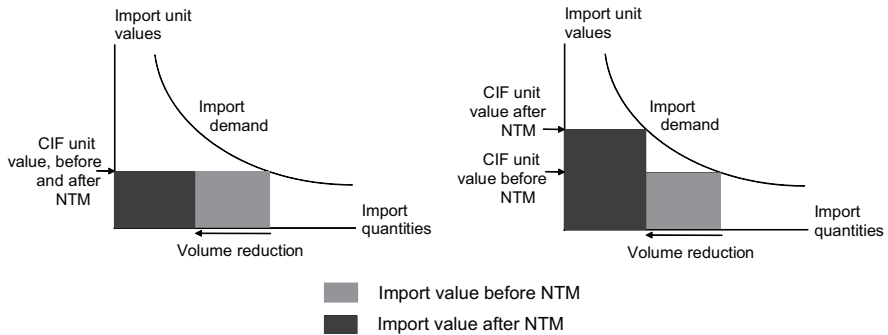 Import unit
values
Import
demand
CIF unit
value, before
and after
NTM
Import
quantities
Volume reduction
Import unit
values
CIF unit
value after
NTM
Import
demand
CIF unit
value before
NTM
Import
quantities
Volume reduction
Import value before NTM
Import value after NTM